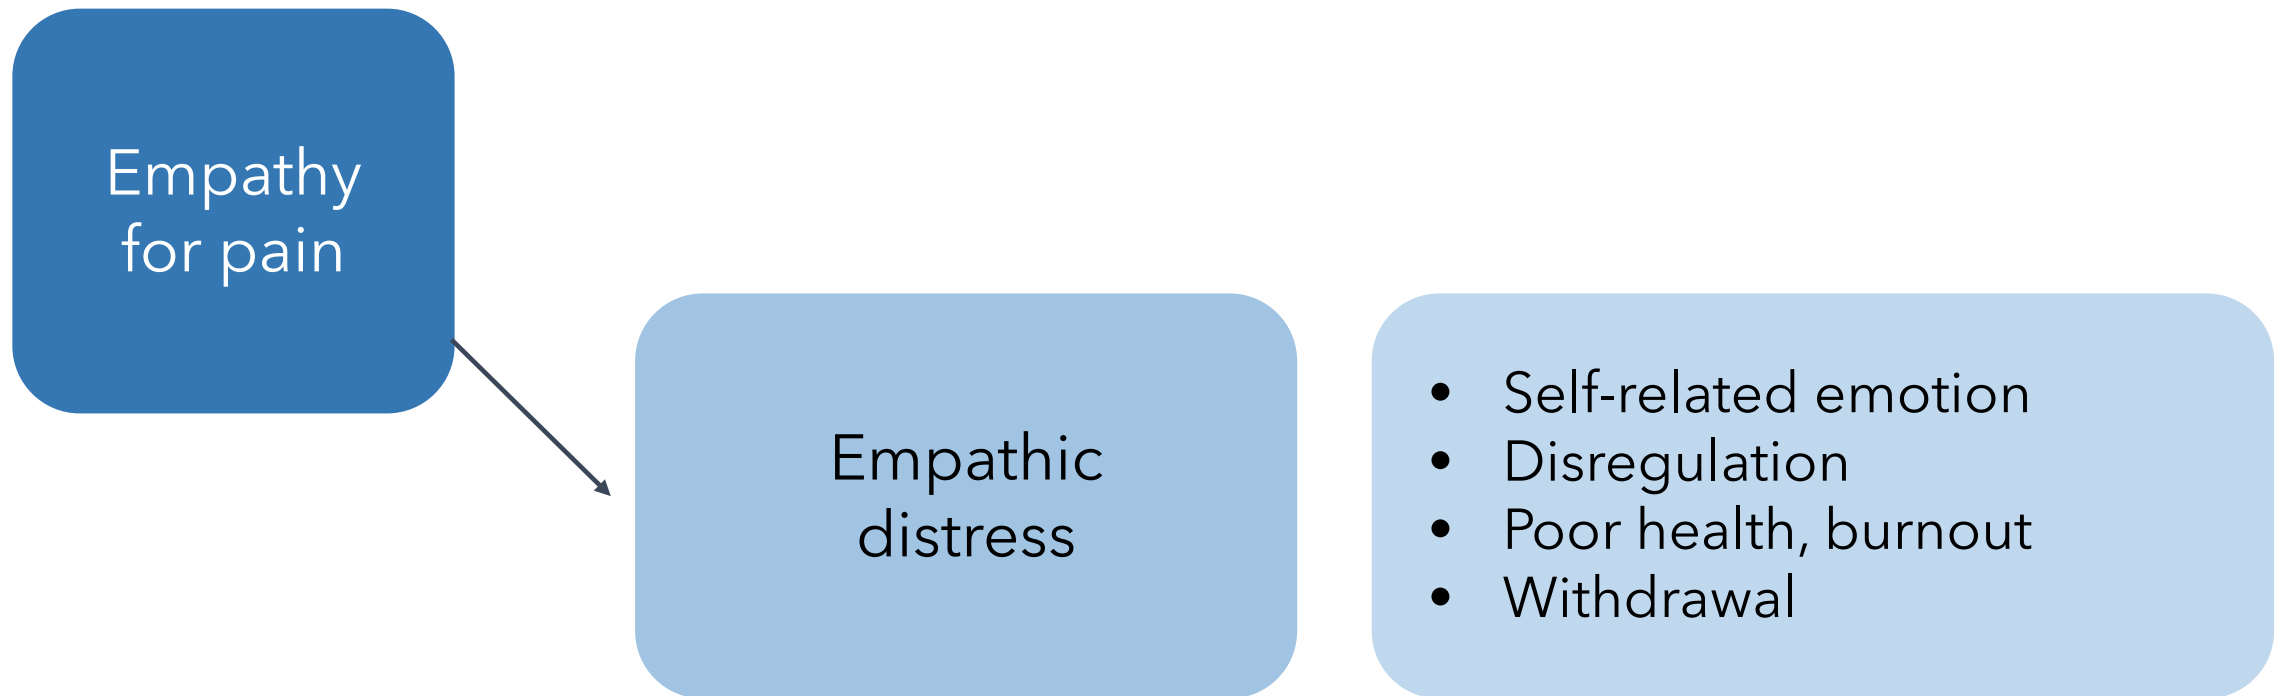 Empathy
for pain
Empathic
distress
• Self-related emotion
• Disregulation
• Poor health, burnout
• Withdrawal